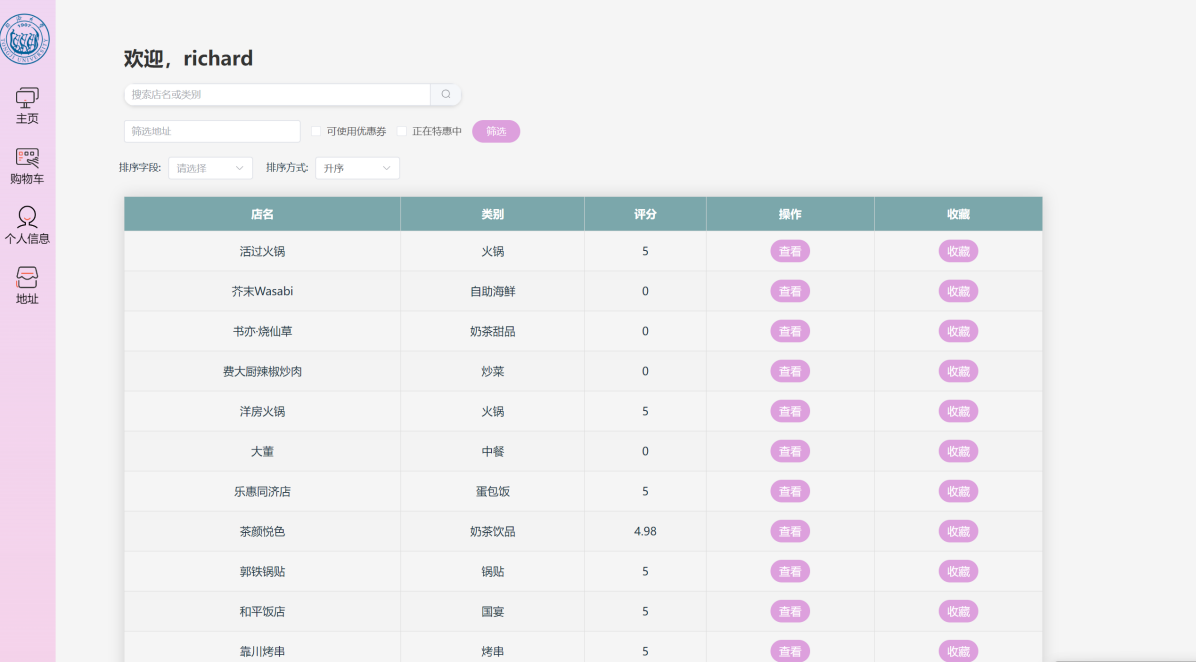 1907
TONGJI UNIVERSITY
主页
购物车
个人信息
地址
欢迎，richard
搜索店名或类别
筛选地址 可使用优惠券 正在特惠中 筛选
排序字段: 请选择 排序方式: 升序
店名 类别 评分 操作 收藏
活过火锅 火锅 5 查看 收藏
芥末Wasabi 自助海鲜 0 查看 收藏
书亦·烧仙草 奶茶甜品 0 查看 收藏
费大厨辣椒炒肉 炒菜 0 查看 收藏
洋房火锅 火锅 5 查看 收藏
大董 中餐 0 查看 收藏
乐惠同济店 蛋包饭 5 查看 收藏
茶颜悦色 奶茶饮品 4.98 查看 收藏
郭铁锅贴 锅贴 5 查看 收藏
和平饭店 国宴 5 查看 收藏
靠川烤串 烤串 5 查看 收藏